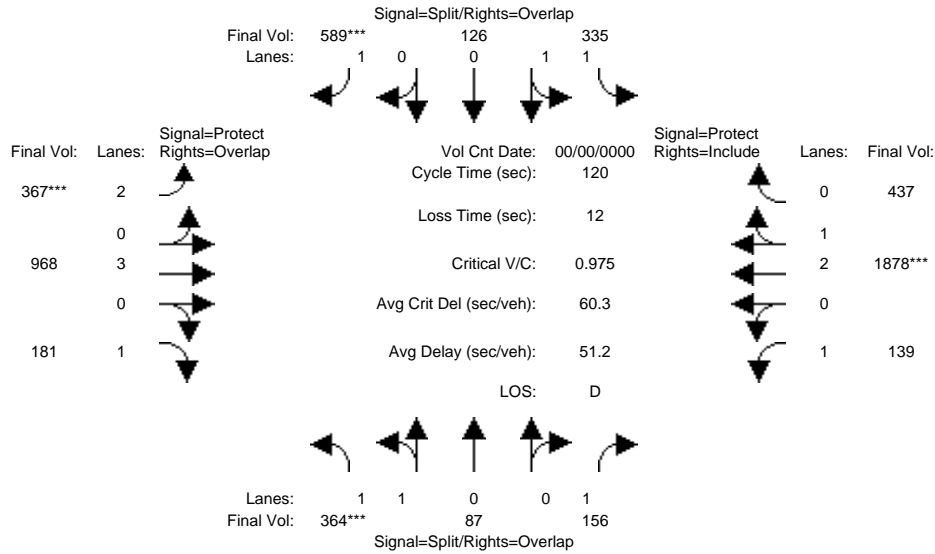 Signal=Split/Rights=Overlap
Final Vol: 589*** 126 335
Lanes: 1 0 0 1 1
Signal=Protect Signal=Protect
Final Vol: Lanes: Rights=Overlap Vol Cnt Date: 00/00/0000 Rights=Include Lanes: Final Vol:
Cycle Time (sec): 120
367*** 2 0 437
Loss Time (sec): 12
0 1
968 3 Critical V/C: 0.975 2 1878***
0 Avg Crit Del (sec/veh): 60.3 0
181 1 Avg Delay (sec/veh): 51.2 1 139
LOS: D
Lanes: 1 1 0 0 1
Final Vol: 364*** 87 156
Signal=Split/Rights=Overlap